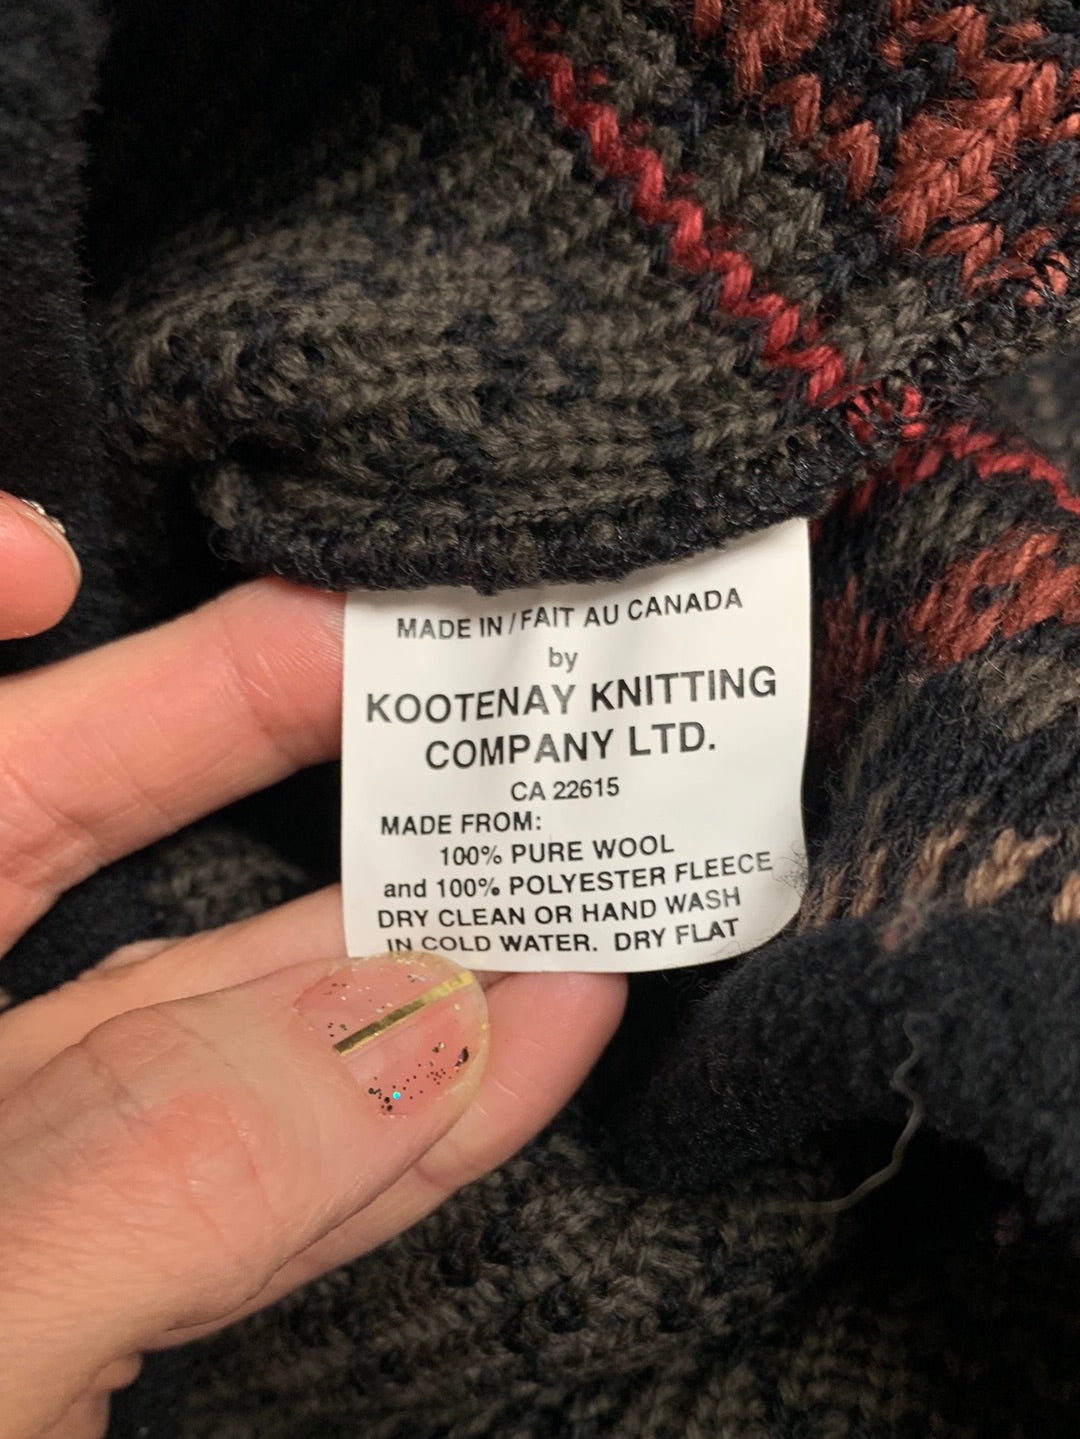 MADE IN/FAIT AU CANADA
by
KOOTENAY KNITTING
COMPANY LTD.
CA 22615
MADE FROM:
100% PURE WOOL
and 100% POLYESTER FLEECE
DRY CLEAN OR HAND WASH
IN COLD WATER. DRY FLAT